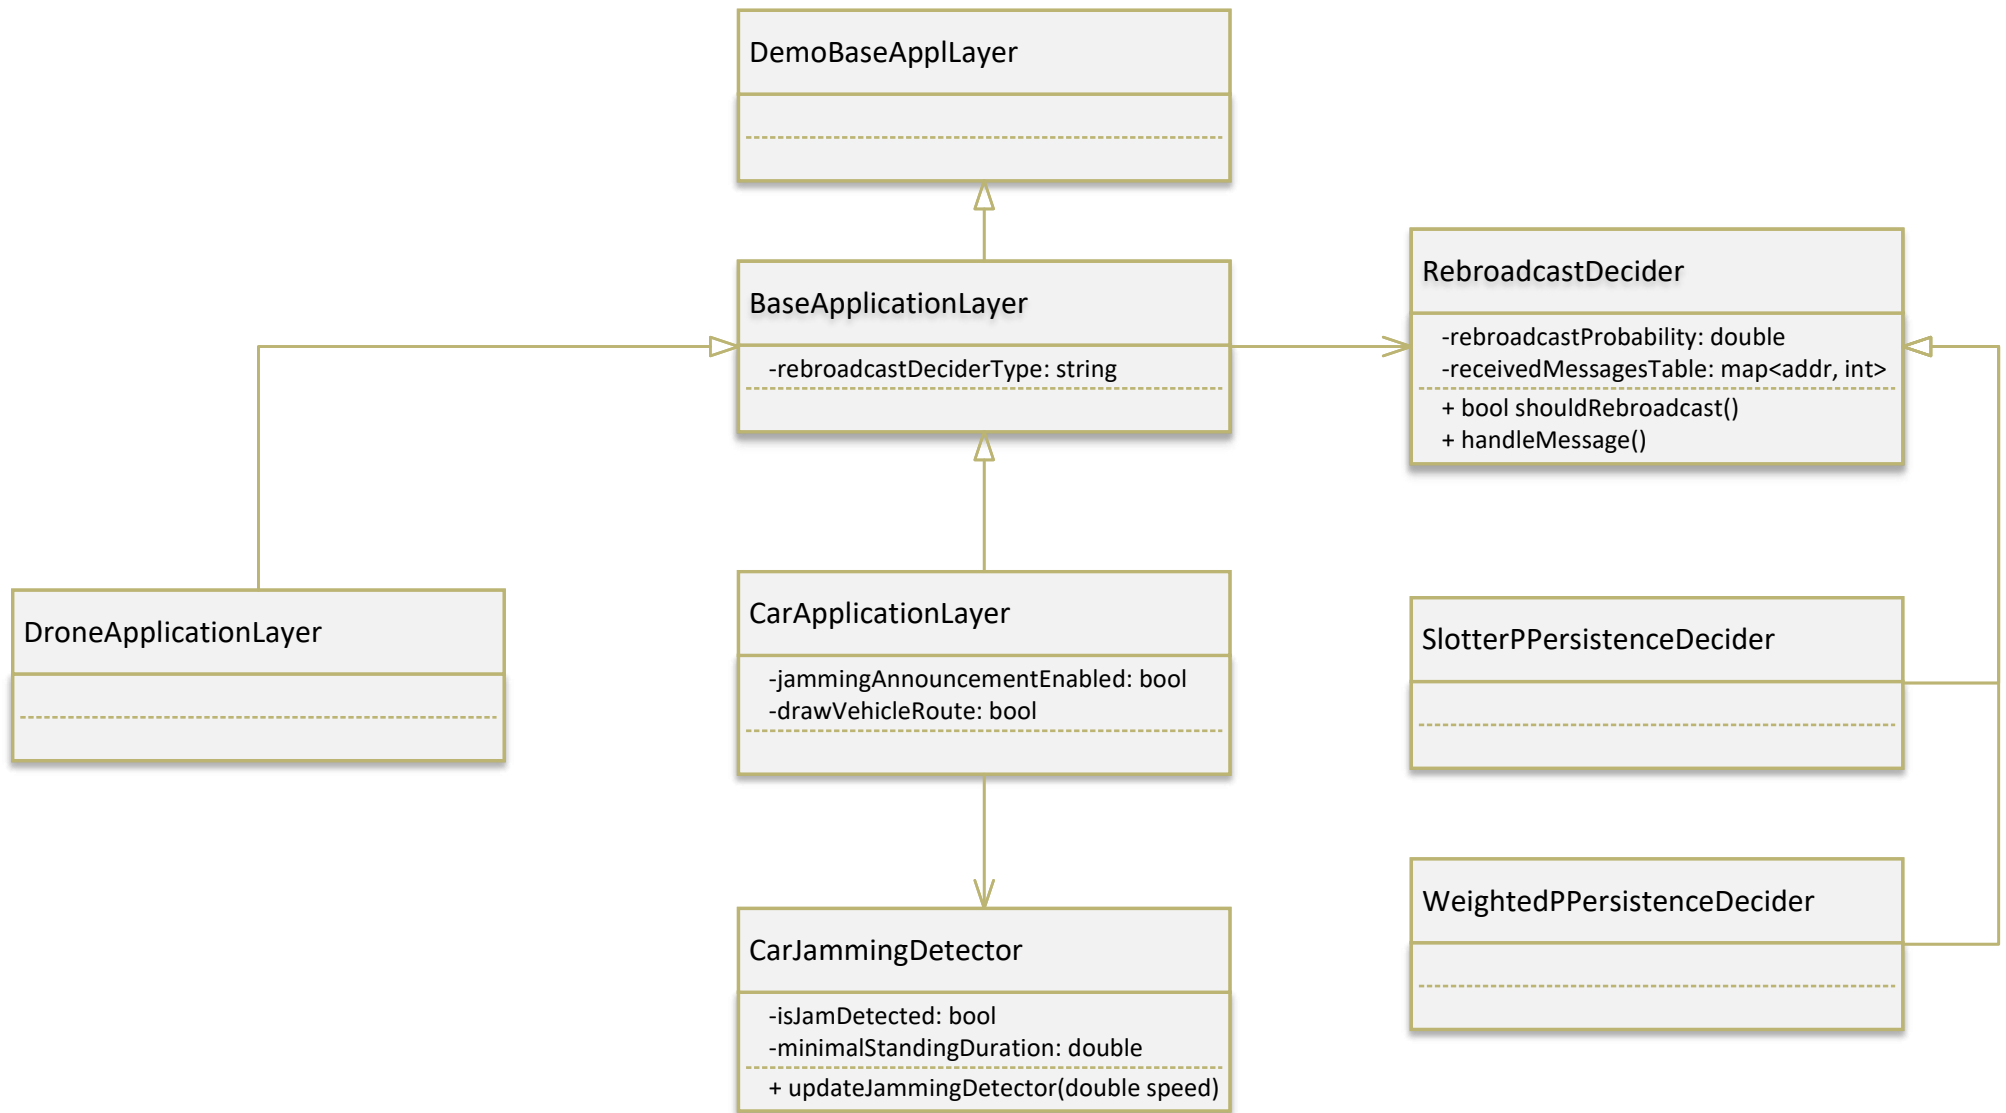 DemoBaseApplLayer
BaseApplicationLayer
-rebroadcastDeciderType: string
RebroadcastDecider
-rebroadcastProbability: double
-receivedMessagesTable: map<addr, int>
+ bool shouldRebroadcast()
+ handleMessage()
DroneApplicationLayer
CarApplicationLayer
-jammingAnnouncementEnabled: bool
-drawVehicleRoute: bool
SlotterPPersistenceDecider
WeightedPPersistenceDecider
CarJammingDetector
-isJamDetected: bool
-minimalStandingDuration: double
+ updateJammingDetector(double speed)